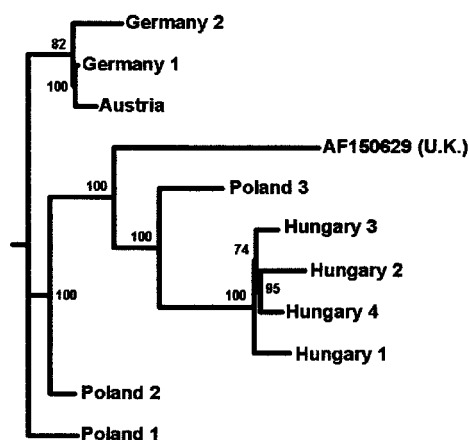 Germany 2
82
Germany 1
100
Austria
AF150629 (U.K.)
100
Poland 3
Hungary 3
100
74
Hungary 2
100
95
100
Hungary 4
Hungary 1
Poland 2
Poland 1